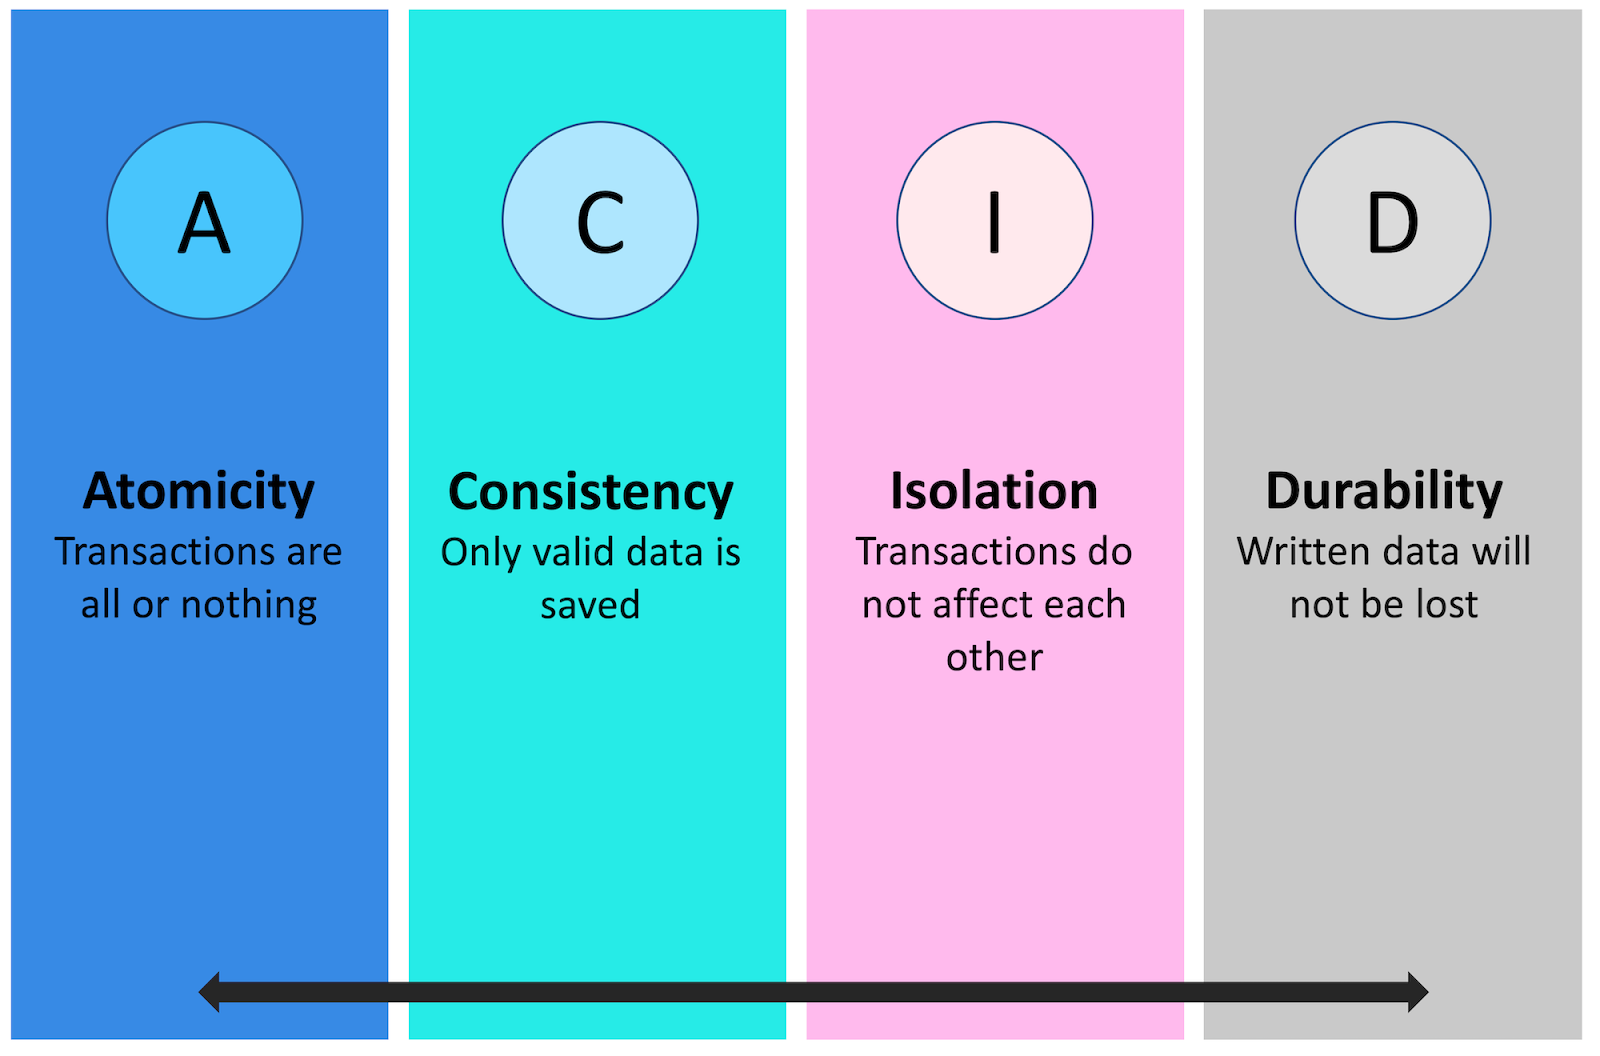 A
Atomicity
Transactions are
all or nothing
C
Consistency
Only valid data is
saved
I
Isolation
Transactions do
not affect each
other
D
Durability
Written data will
not be lost